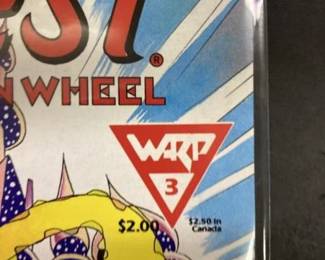 ST®
N WHEEL
WARP
3
$2.00
$2.50 in
Canada